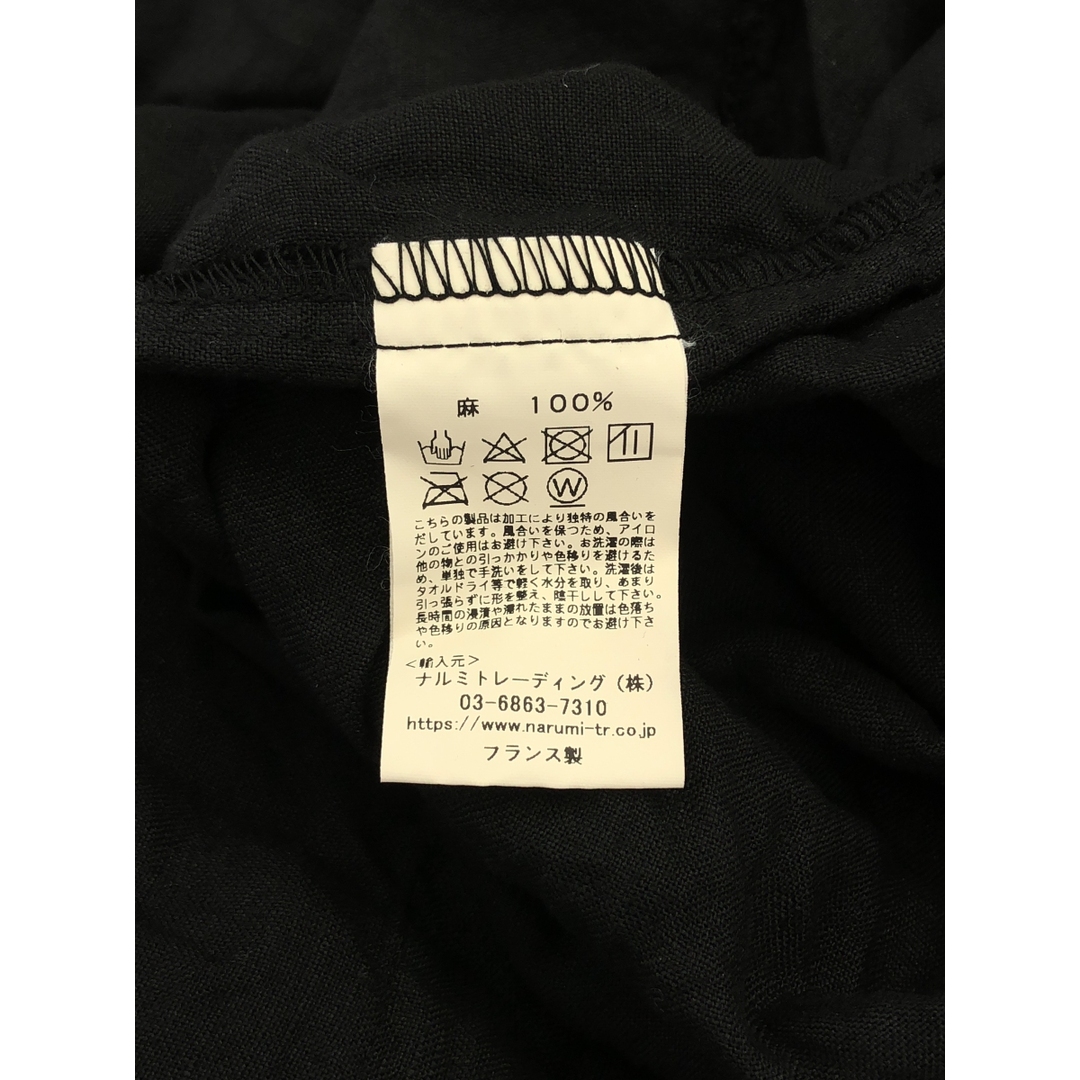 麻 100%
W
こちらの製品は加工により独特の風合いを
だしています。風合いを保つため、アイロ
ンのご使用はお避け下さい。お洗濯の際は
他の物との引っかかりや色移りを避けるた
め、単独で手洗いをして下さい。洗濯後は
タオルドライ等で軽く水分を取り、あまり
引っ張らずに形を整え、陰干しして下さい。
長時間の浸漬や濡れたままの放置は色落ち
や色移りの原因となりますのでお避け下さ
い。
<輸入元>
ナルミトレーディング(株)
03-6863-7310
https://www.narumi-tr.co.jp
フランス製